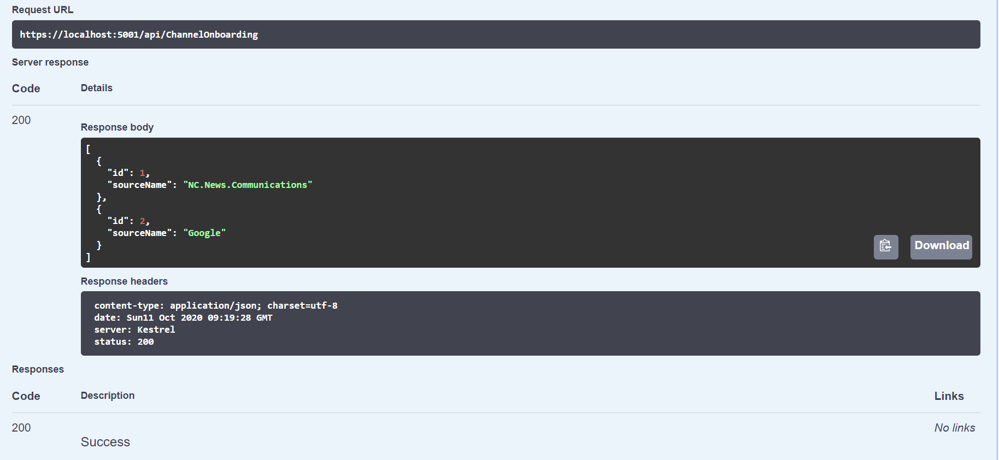 Request URL
https://localhost:5001/api/ChannelOnboarding
Server response
Code Details
200
Response body
[
  {
    "id": 1,
    "sourceName": "NC.News.Communications"
  },
  {
    "id": 2,
    "sourceName": "Google"
  }
]
Download
Response headers
content-type: application/json; charset=utf-8
date: Sun11 Oct 2020 09:19:28 GMT
server: Kestrel
status: 200
Responses
Code Description Links
200 No links
Success